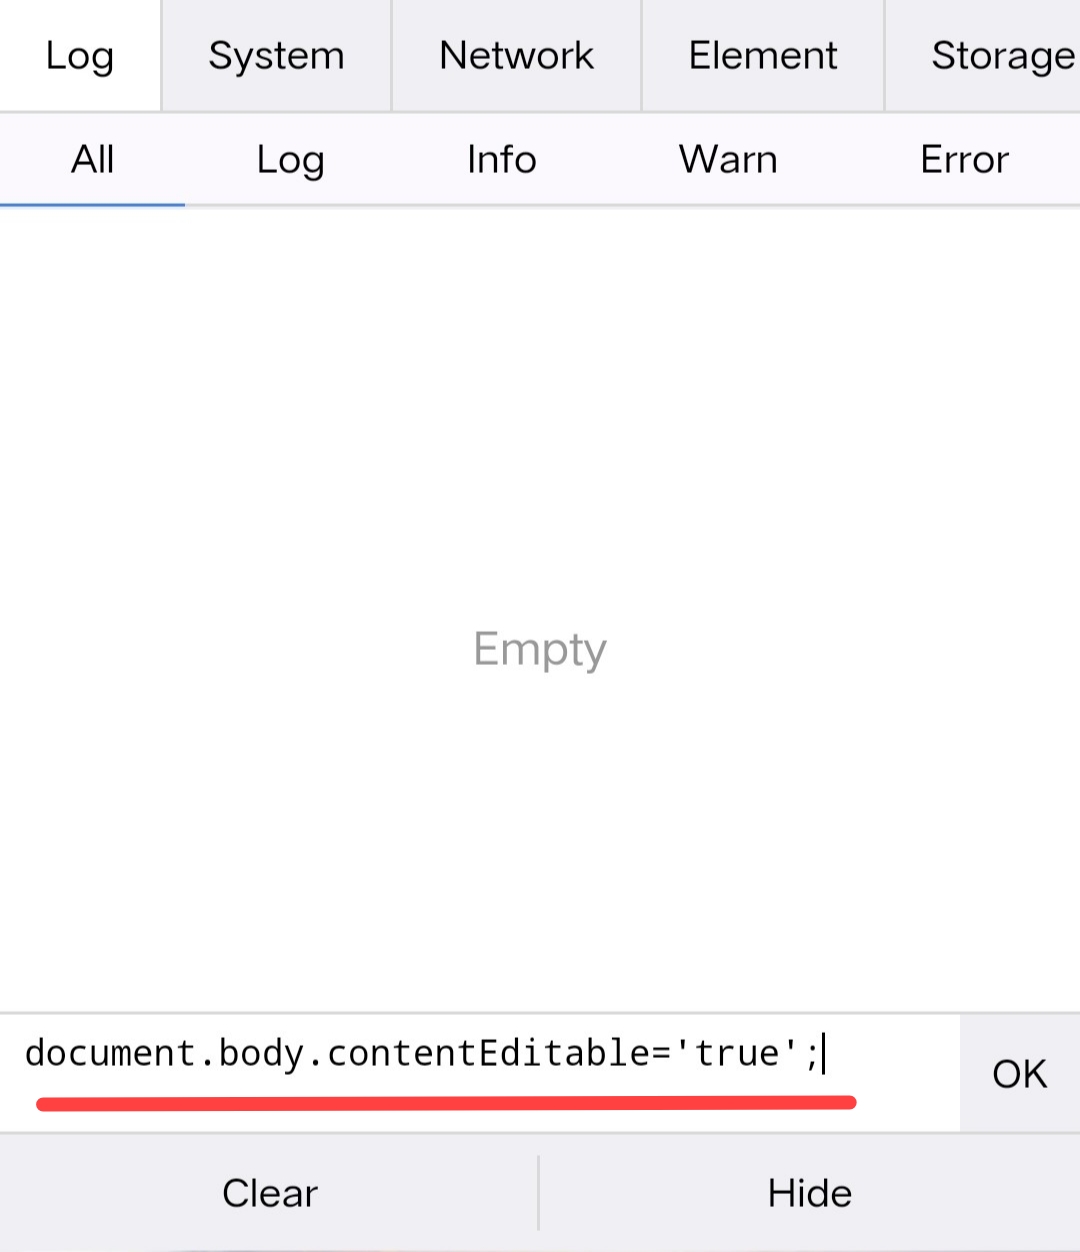 Log System Network Element Storage
All Log Info Warn Error
Empty
document.body.contentEditable='true';
OK
Clear Hide